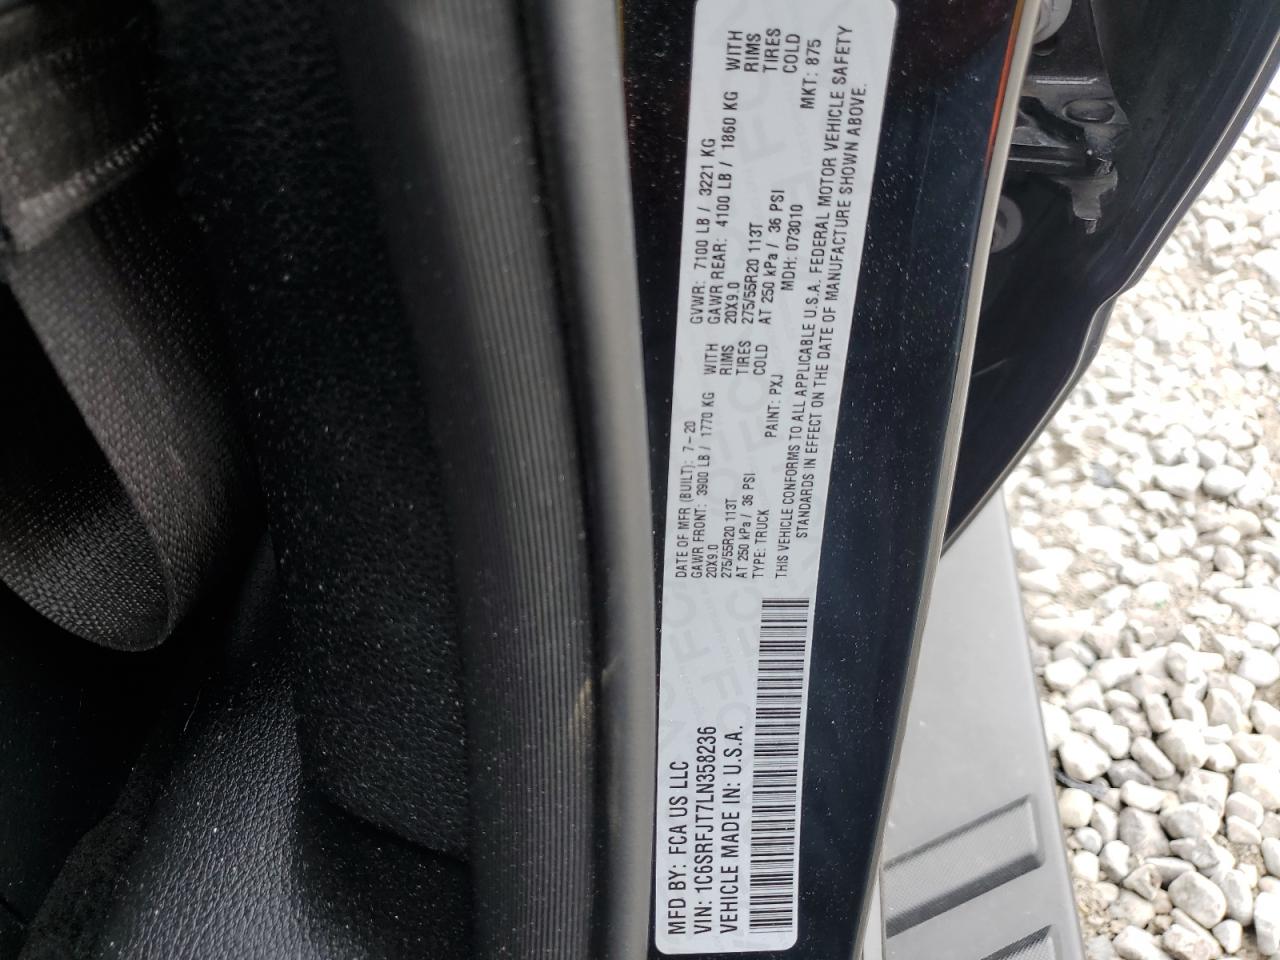 MFD BY: FCA US LLC
VIN: 1C6SRFJT7LN358236
VEHICLE MADE IN: U.S.A.
DATE OF MFR (BUILT): 7-20
GAWR FRONT: 3900 LB / 1770 KG WITH
20X9.0 RIMS
275/55R20 113T TIRES
AT 250 kPa / 36 PSI COLD
TYPE: TRUCK PAINT: PXJ
GVWR: 7100 LB / 3221 KG
GAWR REAR: 4100 LB / 1860 KG WITH
20X9.0 RIMS
275/55R20 113T TIRES
AT 250 kPa / 36 PSI COLD
MDH: 073010 MKT: 875
THIS VEHICLE CONFORMS TO ALL APPLICABLE U.S.A. FEDERAL MOTOR VEHICLE SAFETY
STANDARDS IN EFFECT ON THE DATE OF MANUFACTURE SHOWN ABOVE.